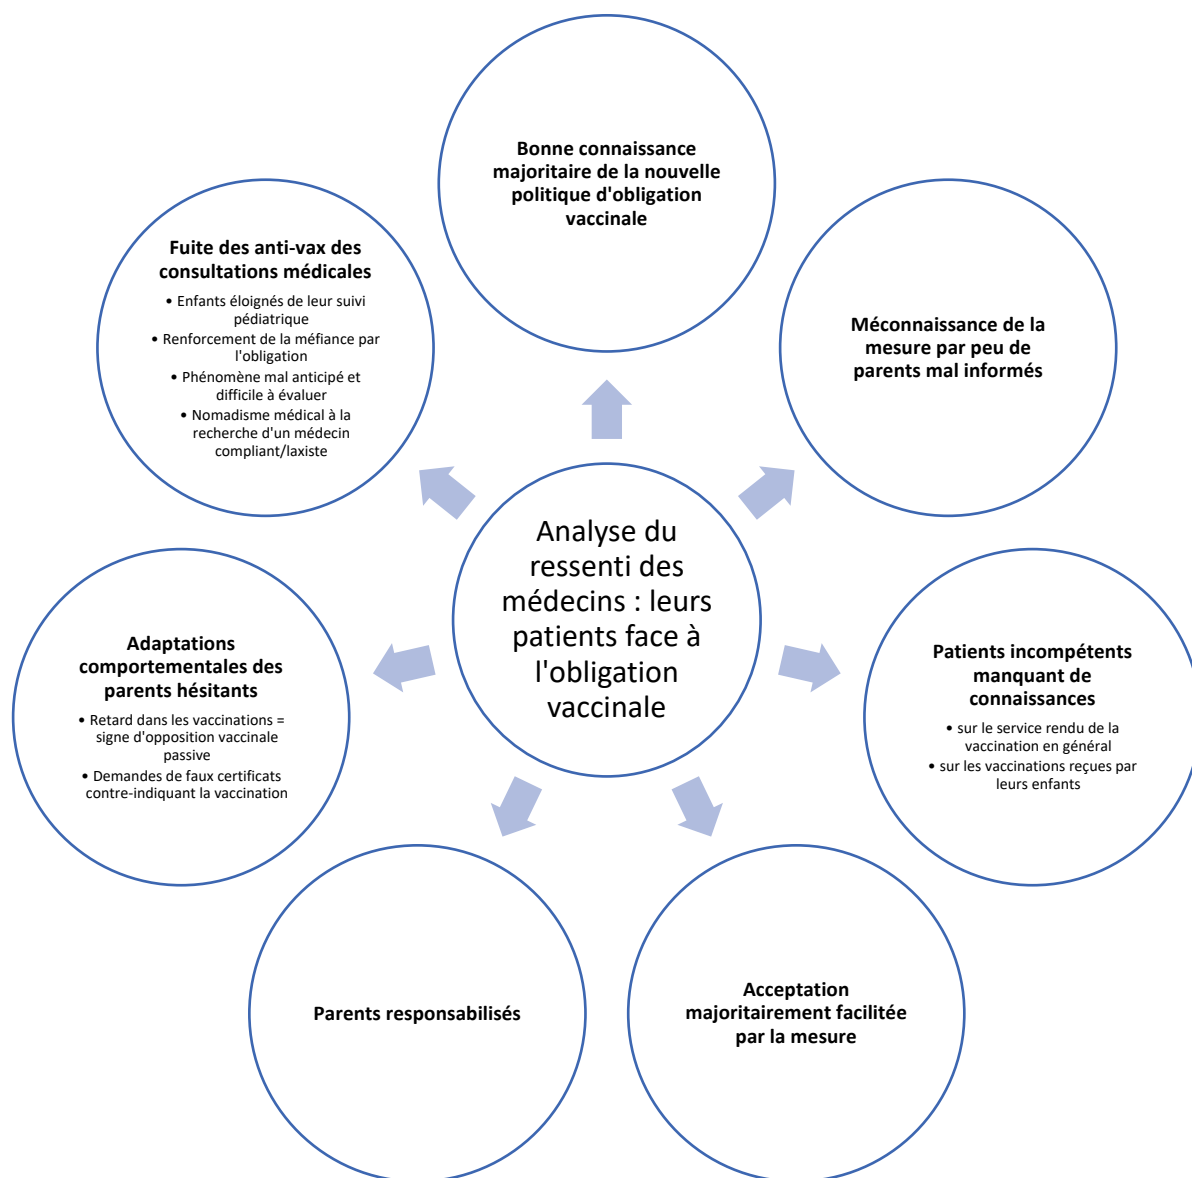 Bonne connaissance
majoritaire de la nouvelle
politique d'obligation
vaccinale
Fuite des anti-vax des
consultations médicales
• Enfants éloignés de leur suivi
pédiatrique
• Renforcement de la méfiance par
l'obligation
• Phénomène mal anticipé et
difficile à évaluer
• Nomadisme médical à la
recherche d'un médecin
compliant/laxiste
Méconnaissance de la
mesure par peu de
parents mal informés
Analyse du
ressenti des
médecins : leurs
patients face à
l'obligation
vaccinale
Adaptations
comportementales des
parents hésitants
• Retard dans les vaccinations =
signe d'opposition vaccinale
passive
• Demandes de faux certificats
contre-indiquant la vaccination
Patients incompétents
manquant de
connaissances
• sur le service rendu de la
vaccination en général
• sur les vaccinations reçues par
leurs enfants
Parents responsabilisés
Acceptation
majoritairement facilitée
par la mesure